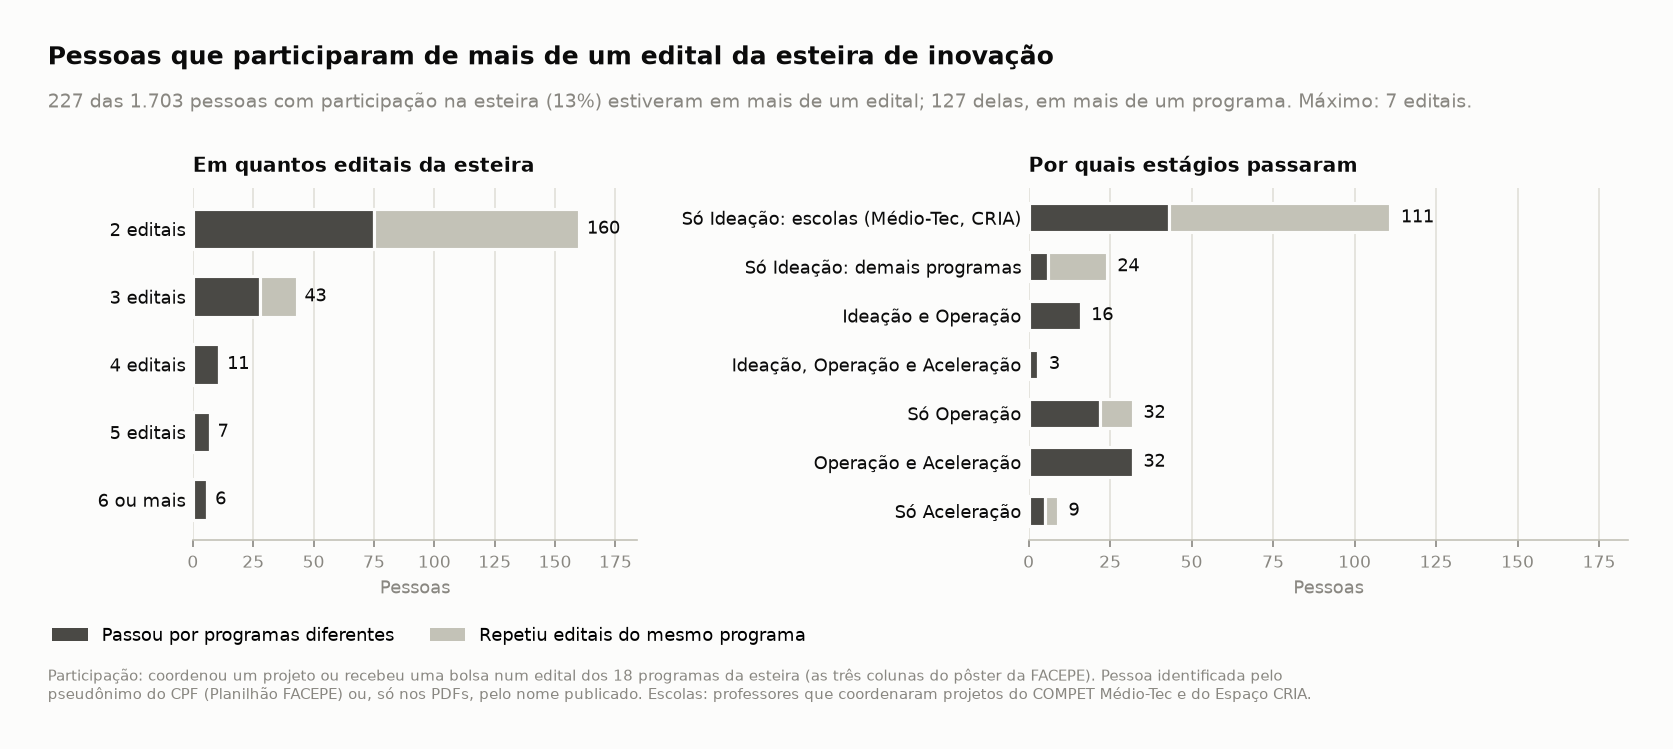 Pessoas que participaram de mais de um edital da esteira de inovação
227 das 1.703 pessoas com participação na esteira (13%) estiveram em mais de um edital; 127 delas, em mais de um programa. Máximo: 7 editais.
Em quantos editais da esteira
2 editais 160
3 editais 43
4 editais 11
5 editais 7
6 ou mais 6
0 25 50 75 100 125 150 175
Pessoas
Por quais estágios passaram
Só Ideação: escolas (Médio-Tec, CRIA) 111
Só Ideação: demais programas 24
Ideação e Operação 16
Ideação, Operação e Aceleração 3
Só Operação 32
Operação e Aceleração 32
Só Aceleração 9
0 25 50 75 100 125 150 175
Pessoas
Passou por programas diferentes
Repetiu editais do mesmo programa
Participação: coordenou um projeto ou recebeu uma bolsa num edital dos 18 programas da esteira (as três colunas do pôster da FACEPE). Pessoa identificada pelo
pseudônimo do CPF (Planilhão FACEPE) ou, só nos PDFs, pelo nome publicado. Escolas: professores que coordenaram projetos do COMPET Médio-Tec e do Espaço CRIA.